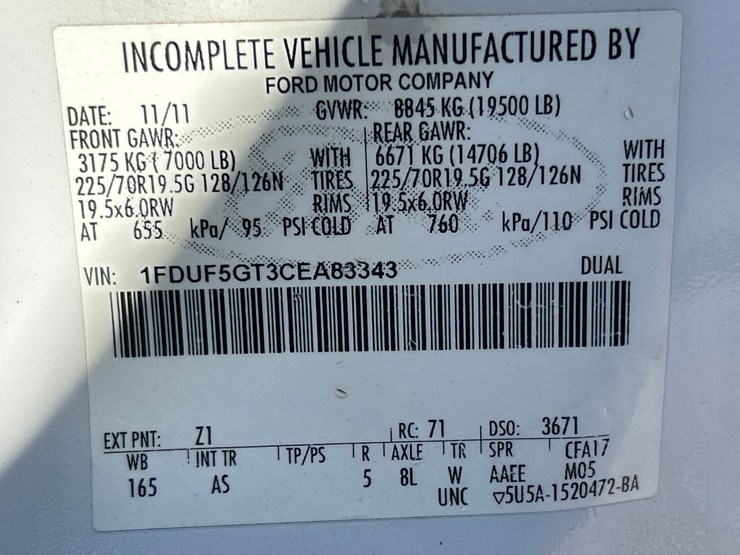 INCOMPLETE VEHICLE MANUFACTURED BY
FORD MOTOR COMPANY
DATE: 11/11 GVWR: 8845 KG (19500 LB)
FRONT GAWR: REAR GAWR:
3175 KG ( 7000 LB) WITH 6671 KG (14706 LB) WITH
225/70R19.5G 128/126N TIRES 225/70R19.5G 128/126N TIRES
19.5x6.0RW RIMS 19.5x6.0RW RIMS
AT 655 kPa/ 95 PSI COLD AT 760 kPa/110 PSI COLD
VIN: 1FDUF5GT3CEA83343 DUAL
EXT PNT: Z1 RC: 71 DSO: 3671
WB INT TR TP/PS R AXLE TR SPR CFA17
165 AS 5 8L W AAEE M05
UNC ▽5U5A-1520472-BA